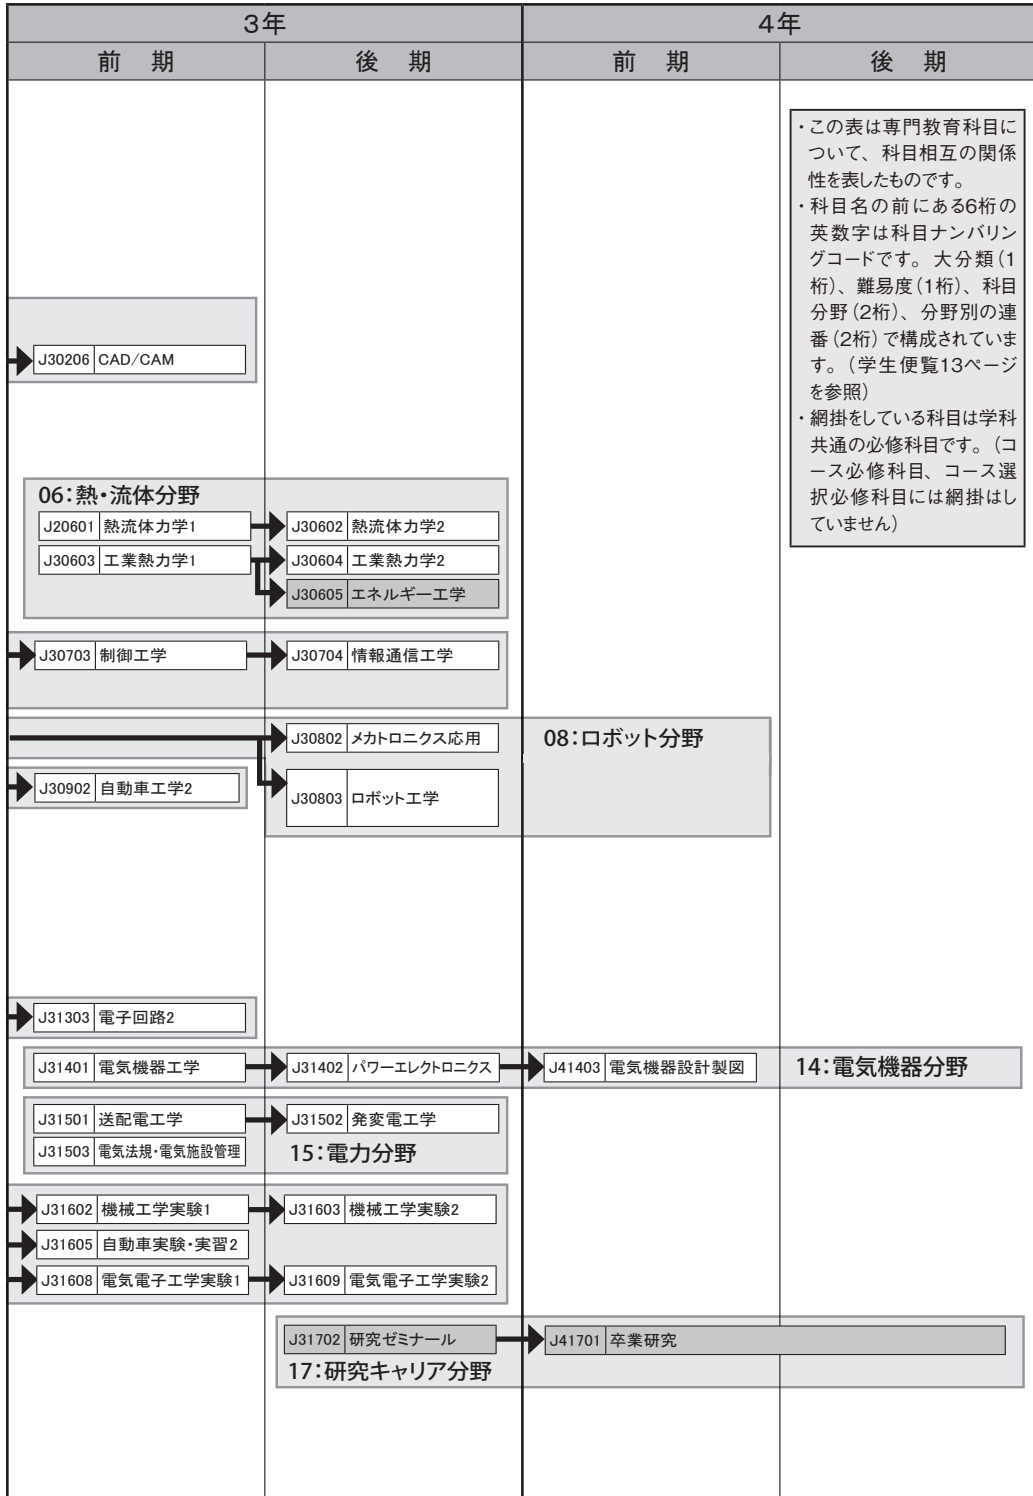 3年
4年
前 期
後 期
前 期
後 期
・この表は専門教育科目に
ついて、科目相互の関係
性を表したものです。
・科目名の前にある6桁の
英数字は科目ナンバリン
グコードです。大分類（1
桁）、難易度（1桁）、科目
分野（2桁）、分野別の連
番（2桁）で構成されていま
す。（学生便覧13ページ
を参照）
・網掛をしている科目は学科
共通の必修科目です。（コ
ース必修科目、コース選
択必修科目には網掛はし
ていません）
J30206 CAD/CAM
06：熱・流体分野
J20601 熱流体力学1
J30602 熱流体力学2
J30603 工業熱力学1
J30604 工業熱力学2
J30605 エネルギー工学
J30703 制御工学
J30704 情報通信工学
J30802 メカトロニクス応用
08：ロボット分野
J30902 自動車工学2
J30803 ロボット工学
J31303 電子回路2
J31401 電気機器工学
J31402 パワーエレクトロニクス
J41403 電気機器設計製図
14：電気機器分野
J31501 送配電工学
J31502 発変電工学
J31503 電気法規・電気施設管理
15：電力分野
J31602 機械工学実験1
J31603 機械工学実験2
J31605 自動車実験・実習2
J31608 電気電子工学実験1
J31609 電気電子工学実験2
J31702 研究ゼミナール
J41701 卒業研究
17：研究キャリア分野